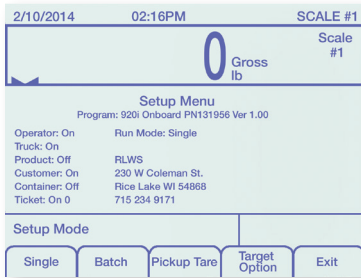 2/10/2014 02:16PM SCALE #1
Scale
#1
0 Gross
lb
Setup Menu
Program: 920i Onboard PN131956 Ver 1.00
Operator: On Run Mode: Single
Truck: On
Product: Off RLWS
Customer: On 230 W Coleman St.
Container: Off Rice Lake WI 54868
Ticket: On 0 715 234 9171
Setup Mode
Single Batch Pickup Tare Target Option Exit